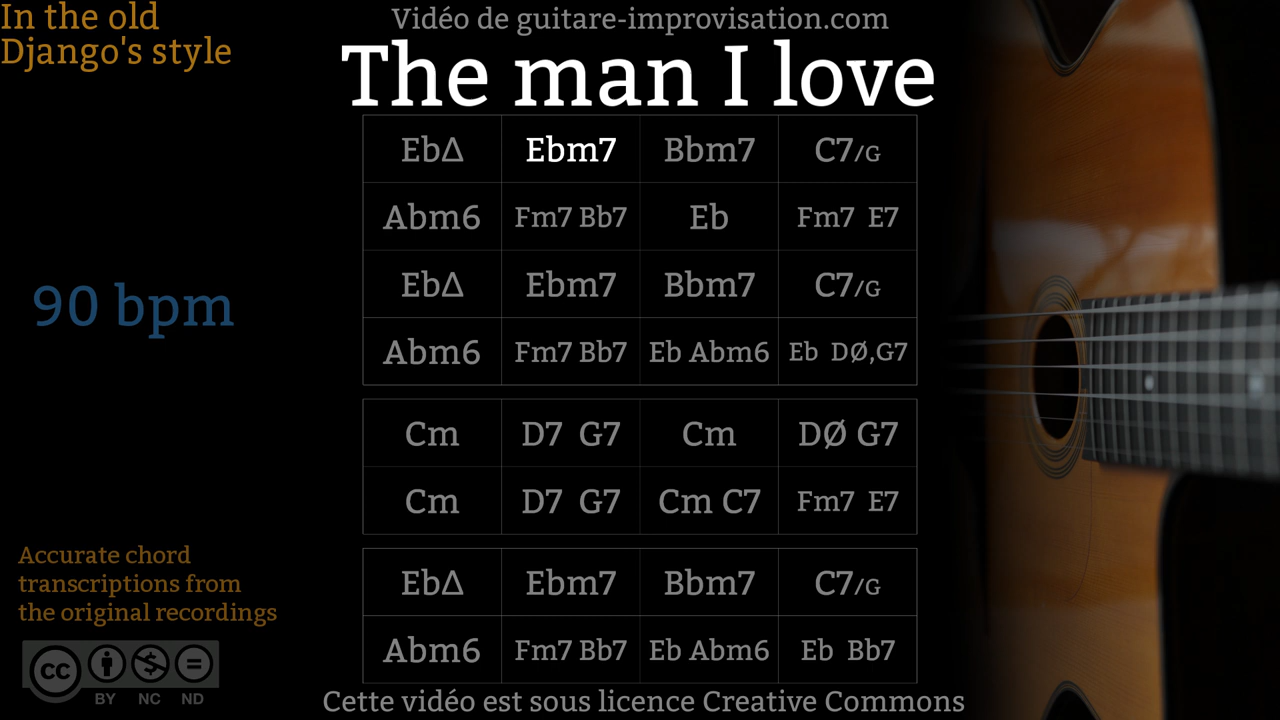 In the old
Django's style
Vidéo de guitare-improvisation.com
The man I love
EbΔ Ebm7 Bbm7 C7/G
Abm6 Fm7 Bb7 Eb Fm7 E7
EbΔ Ebm7 Bbm7 C7/G
Abm6 Fm7 Bb7 Eb Abm6 Eb DØ,G7
90 bpm
Cm D7 G7 Cm DØ G7
Cm D7 G7 Cm C7 Fm7 E7
EbΔ Ebm7 Bbm7 C7/G
Abm6 Fm7 Bb7 Eb Abm6 Eb Bb7
Accurate chord
transcriptions from
the original recordings
cc
BY NC ND
Cette vidéo est sous licence Creative Commons